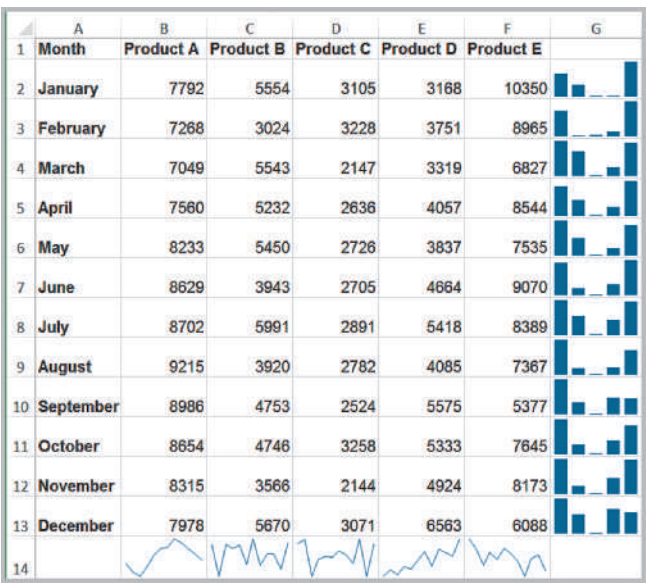 A B C D E F G
1 Month Product A Product B Product C Product D Product E
2 January 7792 5554 3105 3168 10350
3 February 7268 3024 3228 3751 8965
4 March 7049 5543 2147 3319 6827
5 April 7560 5232 2636 4057 8544
6 May 8233 5450 2726 3837 7535
7 June 8629 3943 2705 4664 9070
8 July 8702 5991 2891 5418 8389
9 August 9215 3920 2782 4085 7367
10 September 8986 4753 2524 5575 5377
11 October 8654 4746 3258 5333 7645
12 November 8315 3566 2144 4924 8173
13 December 7978 5670 3071 6563 6088
14